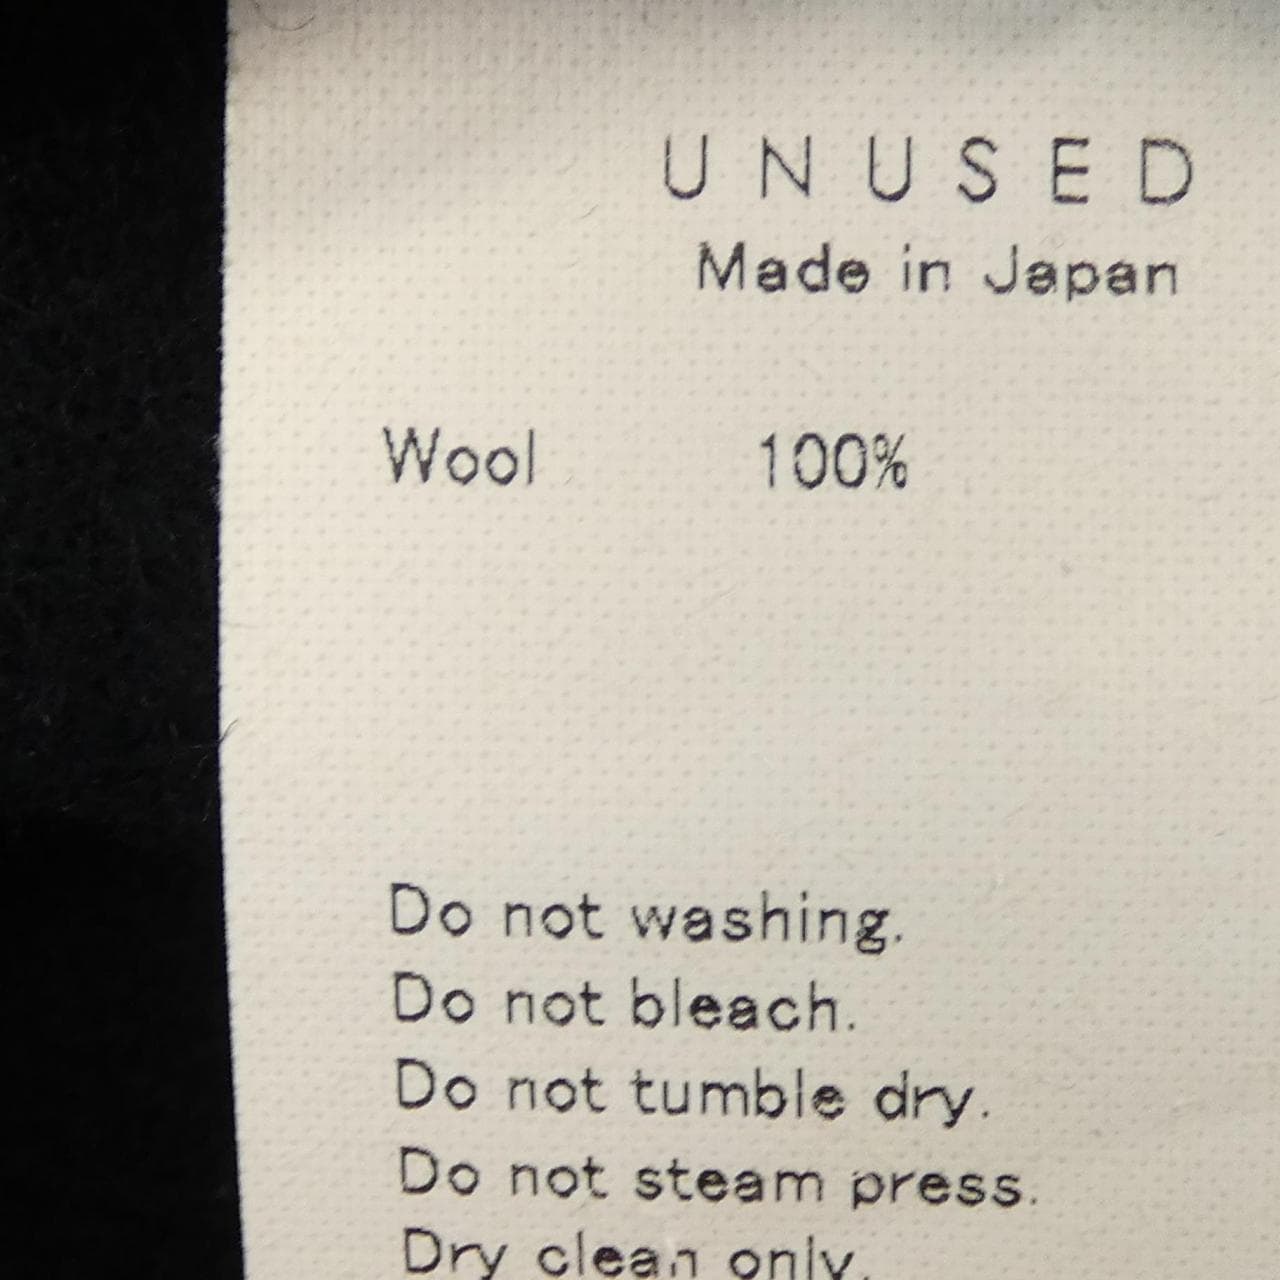 UNUSED
Made in Japan
Wool 100%
Do not washing.
Do not bleach.
Do not tumble dry.
Do not steam press.
Dry clean only.